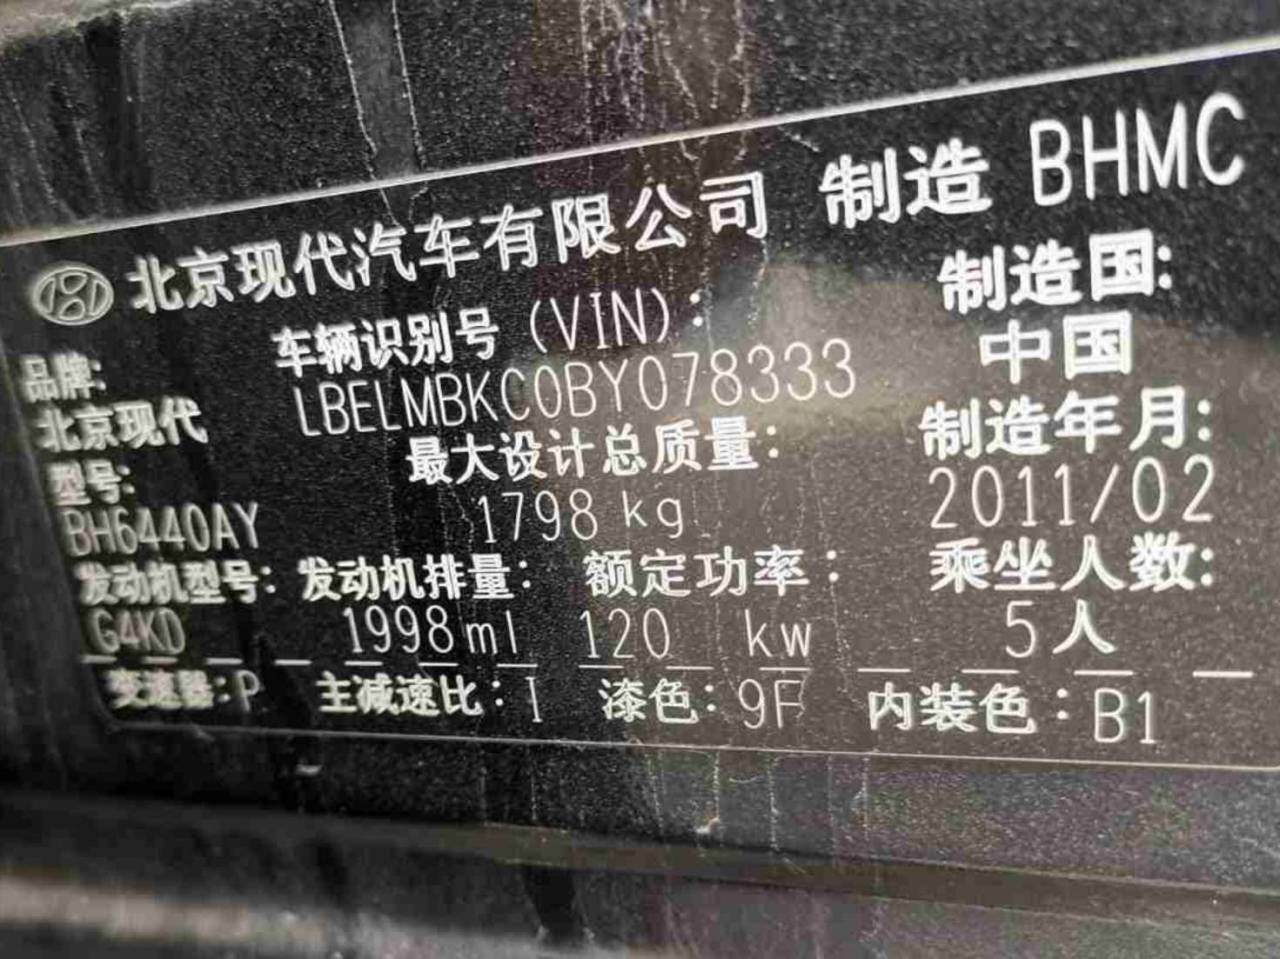 北京现代汽车有限公司 制造 BHMC
品牌: 车辆识别号 (VIN): 制造国:
北京现代 LBELMBKC0BY078333 中国
型号: 最大设计总质量: 制造年月:
BH6440AY 1798 kg 2011/02
发动机型号: 发动机排量: 额定功率: 乘坐人数:
G4KD 1998ml 120 kw 5人
变速器:P 主减速比:I 漆色:9F 内装色:B1